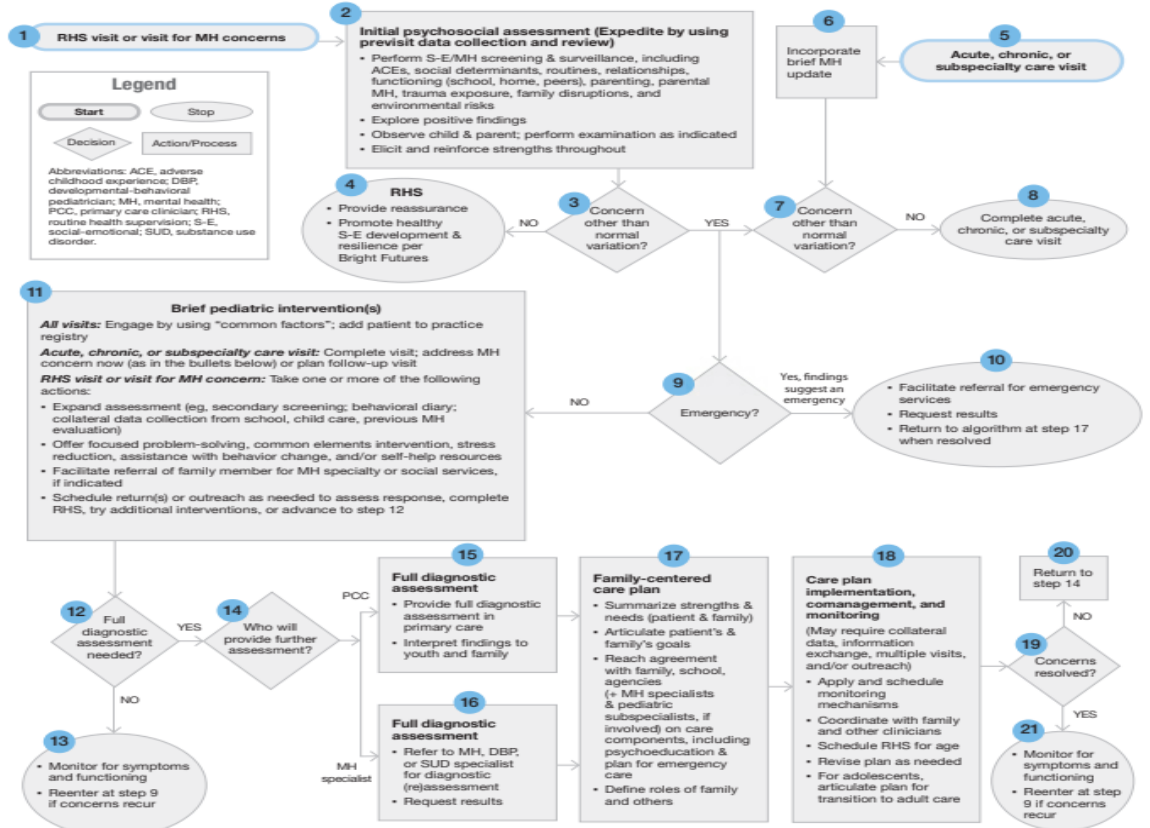 1
RHS visit or visit for MH concerns
2
Initial psychosocial assessment (Expedite by using
previsit data collection and review)
• Perform S-E/MH screening & surveillance, including
ACEs, social determinants, routines, relationships,
functioning (school, home, peers), parenting, parental
MH, trauma exposure, family disruptions, and
environmental risks
• Explore positive findings
• Observe child & parent; perform examination as indicated
• Elicit and reinforce strengths throughout
6
Incorporate
brief MH
update
5
Acute, chronic, or
subspecialty care visit
Legend
Start
Stop
Decision
Action/Process
Abbreviations: ACE, adverse
childhood experience; DBP,
developmental-behavioral
pediatrician; MH, mental health;
PCC, primary care clinician; RHS,
routine health supervision; S-E,
social-emotional; SUD, substance use
disorder.
4
RHS
• Provide reassurance
• Promote healthy
S-E development &
resilience per
Bright Futures
NO
3
Concern
other than
normal
variation?
YES
7
Concern
other than
normal
variation?
NO
8
Complete acute,
chronic, or subspecialty
care visit
11
Brief pediatric intervention(s)
All visits: Engage by using “common factors”; add patient to practice
registry
Acute, chronic, or subspecialty care visit: Complete visit; address MH
concern now (as in the bullets below) or plan follow-up visit
RHS visit or visit for MH concern: Take one or more of the following
actions:
• Expand assessment (eg, secondary screening; behavioral diary;
collateral data collection from school, child care, previous MH
evaluation)
• Offer focused problem-solving, common elements intervention, stress
reduction, assistance with behavior change, and/or self-help resources
• Facilitate referral of family member for MH specialty or social services,
if indicated
• Schedule return(s) or outreach as needed to assess response, complete
RHS, try additional interventions, or advance to step 12
NO
9
Emergency?
Yes, findings
suggest an
emergency
10
• Facilitate referral for emergency
services
• Request results
• Return to algorithm at step 17
when resolved
12
Full
diagnostic
assessment
needed?
YES
NO
13
• Monitor for symptoms
and functioning
• Reenter at step 9
if concerns recur
14
Who will
provide further
assessment?
PCC
MH
specialist
15
Full diagnostic
assessment
• Provide full diagnostic
assessment in
primary care
• Interpret findings to
youth and family
16
Full diagnostic
assessment
• Refer to MH, DBP,
or SUD specialist
for diagnostic
(re)assessment
• Request results
17
Family-centered
care plan
• Summarize strengths &
needs (patient & family)
• Articulate patient’s &
family’s goals
• Reach agreement
with family, school,
agencies
(+ MH specialists
& pediatric
subspecialists, if
involved) on care
components, including
psychoeducation &
plan for emergency
care
• Define roles of family
and others
18
Care plan
implementation,
comanagement, and
monitoring
(May require collateral
data, information
exchange, multiple visits,
and/or outreach)
• Apply and schedule
monitoring
mechanisms
• Coordinate with family
and other clinicians
• Schedule RHS for age
• Revise plan as needed
• For adolescents,
articulate plan for
transition to adult care
20
Return to
step 14
NO
19
Concerns
resolved?
YES
21
• Monitor for
symptoms and
functioning
• Reenter at step
9 if concerns
recur